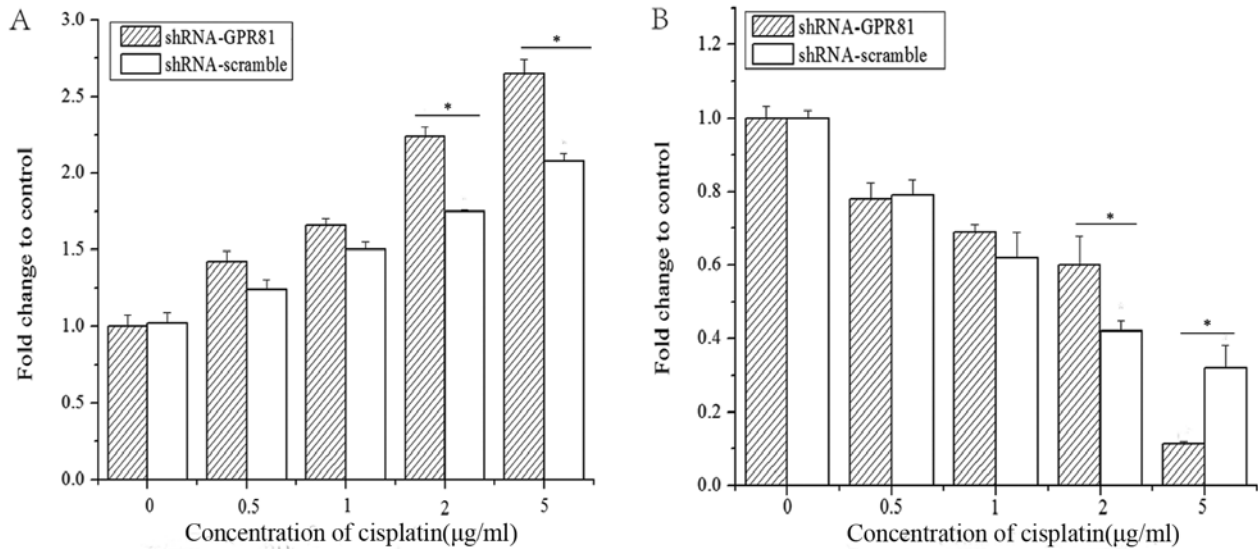 A
shRNA-GPR81
shRNA-scramble
3.0
2.5
2.0
1.5
1.0
0.5
0.0
Fold change to control
*
*
0 0.5 1 2 5
Concentration of cisplatin(μg/ml)
B
shRNA-GPR81
shRNA-scramble
1.2
1.0
0.8
0.6
0.4
0.2
0.0
Fold change to control
*
*
0 0.5 1 2 5
Concentration of cisplatin(μg/ml)